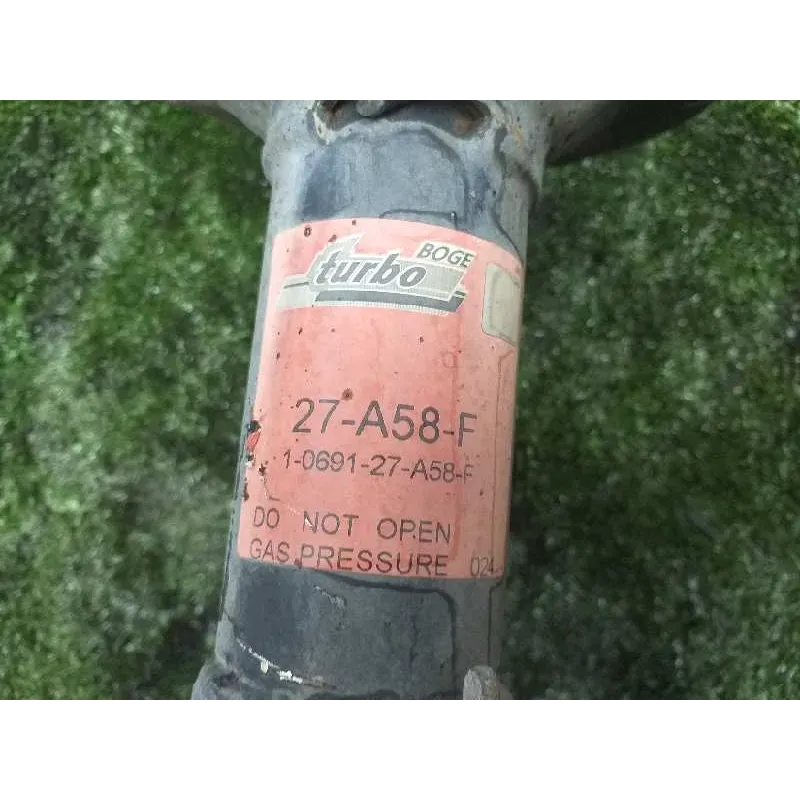 BOGE
turbo
27-A58-F
1-0691-27-A58-F
DO NOT OPEN
GAS PRESSURE 024